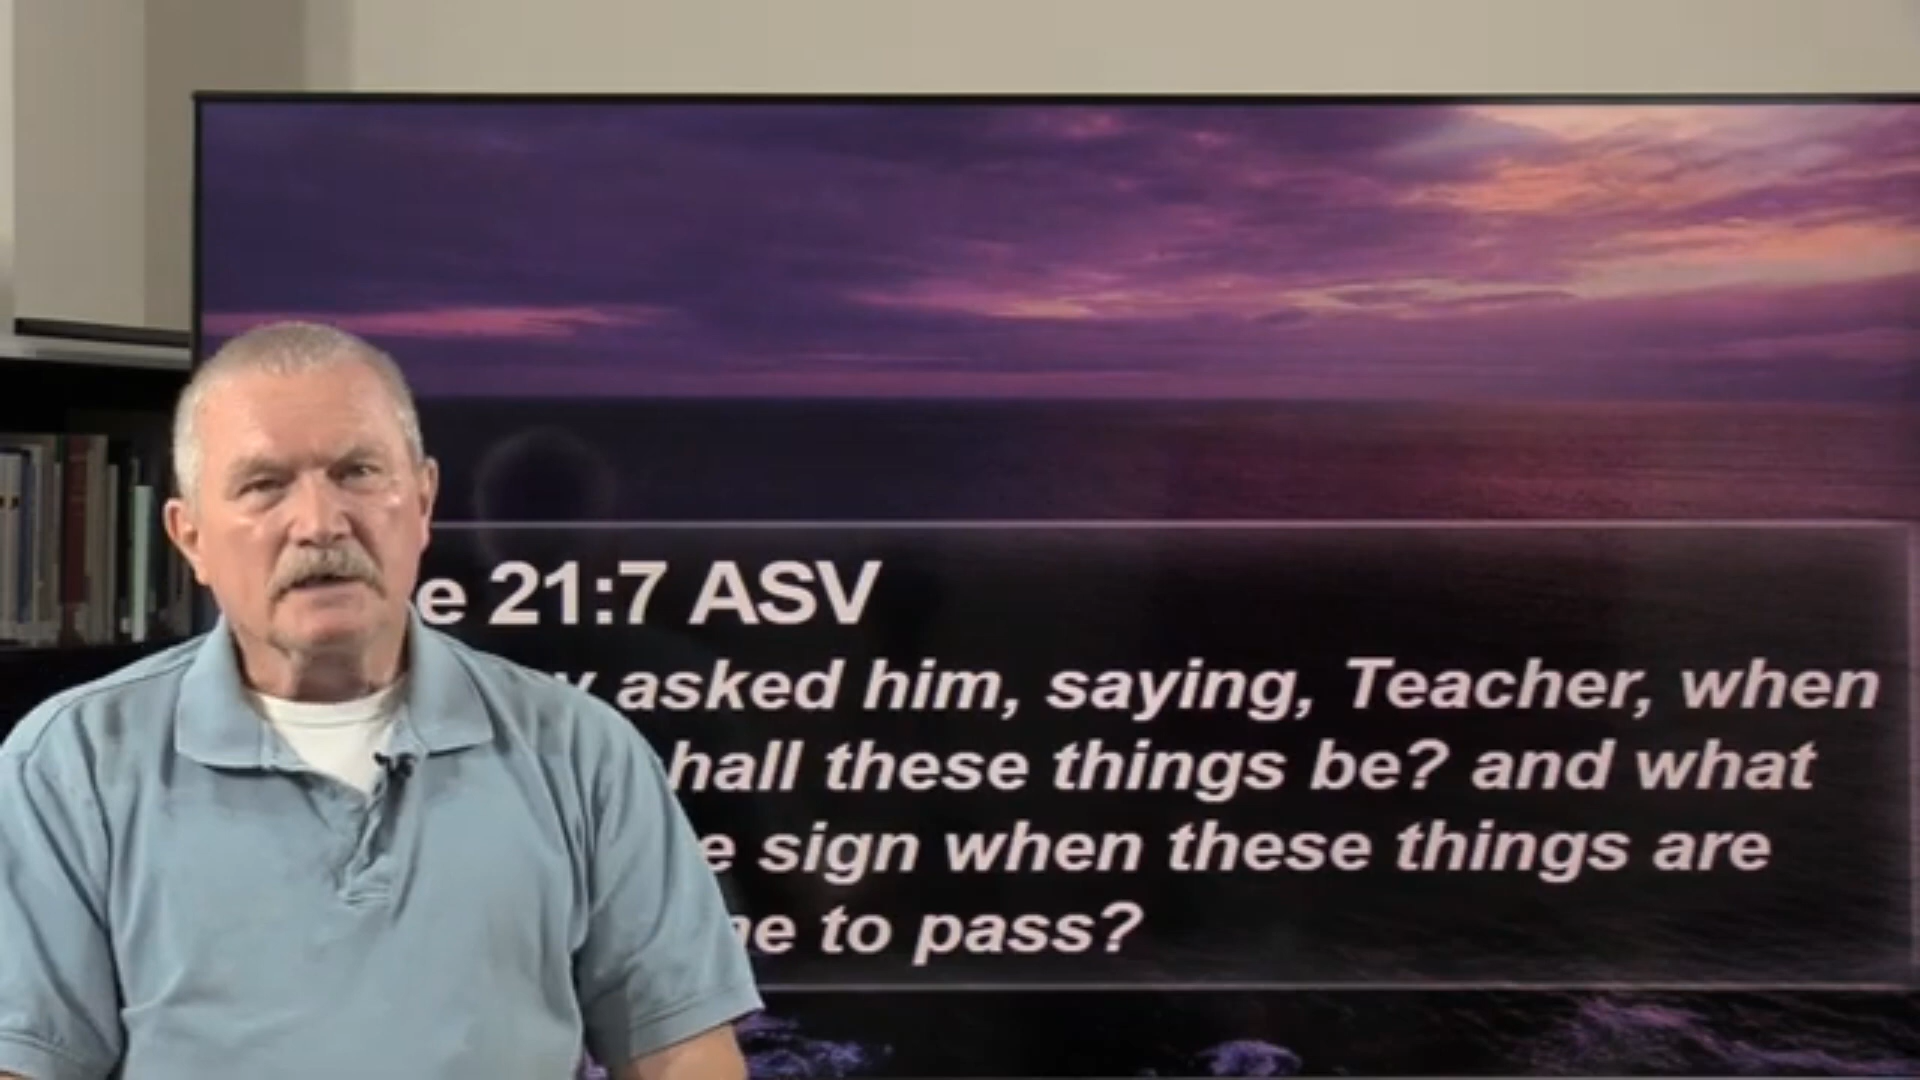 21:7 ASV
asked him, saying, Teacher, when
these things be? and what
sign when these things are
to pass?